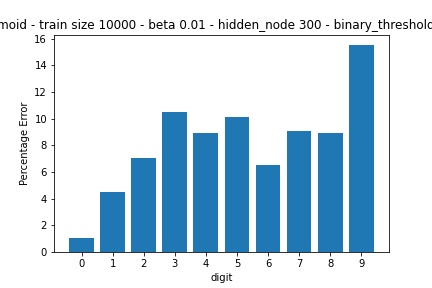 moid - train size 10000 - beta 0.01 - hidden_node 300 - binary_threshold
16
14
12
10
8
6
4
2
0
Percentage Error
0 1 2 3 4 5 6 7 8 9
digit